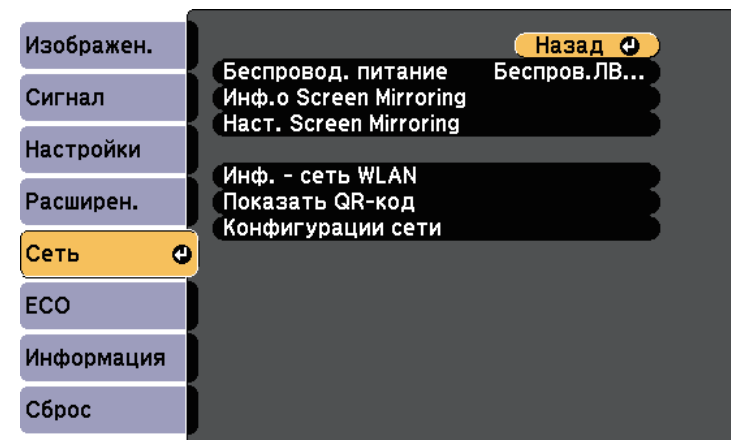 Изображен.
Сигнал
Настройки
Расширен.
Сеть
ECO
Информация
Сброс
Назад
Беспровод. питание Беспров.ЛВ...
Инф.о Screen Mirroring
Наст. Screen Mirroring
Инф. - сеть WLAN
Показать QR-код
Конфигурации сети